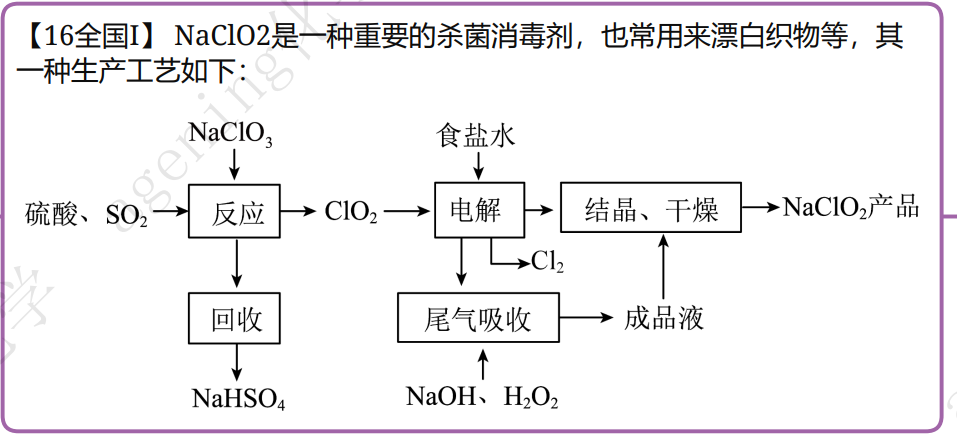 【16全国I】 NaClO2是一种重要的杀菌消毒剂，也常用来漂白织物等，其
一种生产工艺如下：
NaClO₃
食盐水
硫酸、SO₂
反应
ClO₂
电解
结晶、干燥
NaClO₂产品
Cl₂
回收
尾气吸收
成品液
NaHSO₄
NaOH、H₂O₂
agening
学